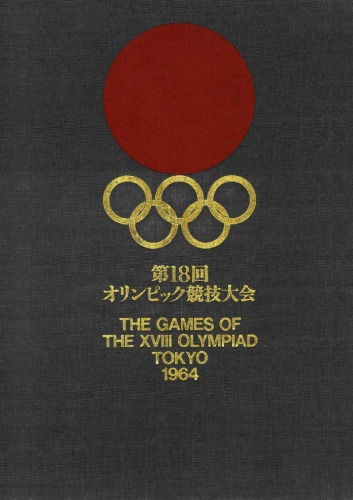 第18回
オリンピック競技大会
THE GAMES OF
THE XVIII OLYMPIAD
TOKYO
1964